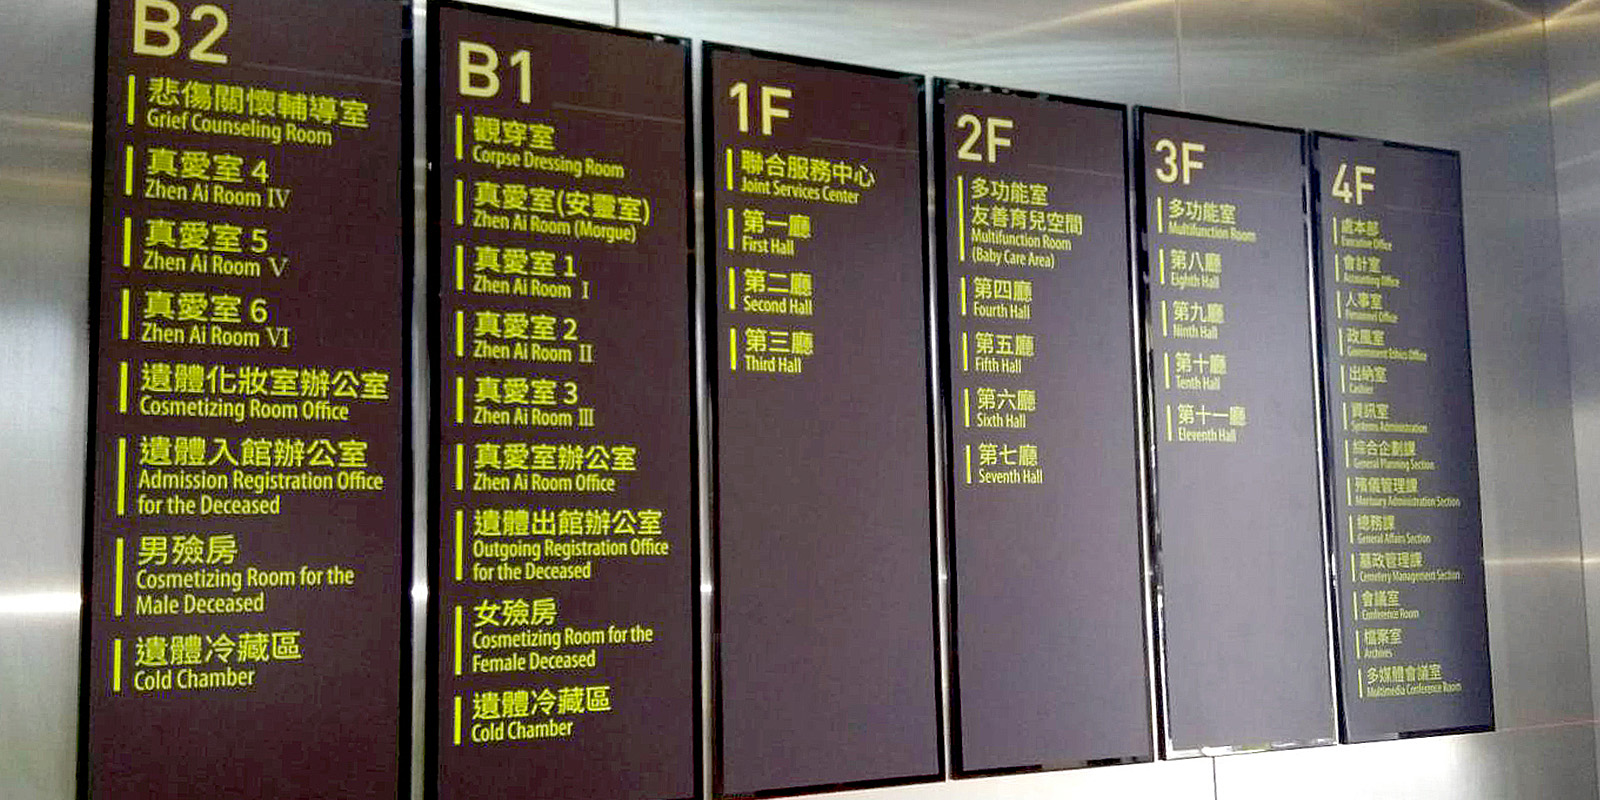 B2
悲傷關懷輔導室
Grief Counseling Room
真愛室 4
Zhen Ai Room IV
真愛室 5
Zhen Ai Room V
真愛室 6
Zhen Ai Room VI
遺體化妝室辦公室
Cosmetizing Room Office
遺體入館辦公室
Admission Registration Office
for the Deceased
男殮房
Cosmetizing Room for the
Male Deceased
遺體冷藏區
Cold Chamber
B1
觀穿室
Corpse Dressing Room
真愛室(安靈室)
Zhen Ai Room (Morgue)
真愛室 1
Zhen Ai Room I
真愛室 2
Zhen Ai Room II
真愛室 3
Zhen Ai Room III
真愛室辦公室
Zhen Ai Room Office
遺體出館辦公室
Outgoing Registration Office
for the Deceased
女殮房
Cosmetizing Room for the
Female Deceased
遺體冷藏區
Cold Chamber
1F
聯合服務中心
Joint Services Center
第一廳
First Hall
第二廳
Second Hall
第三廳
Third Hall
2F
多功能室
友善育兒空間
Multifunction Room
(Baby Care Area)
第四廳
Fourth Hall
第五廳
Fifth Hall
第六廳
Sixth Hall
第七廳
Seventh Hall
3F
多功能室
Multifunction Room
第八廳
Eighth Hall
第九廳
Ninth Hall
第十廳
Tenth Hall
第十一廳
Eleventh Hall
4F
處本部
Executive Office
會計室
Accounting Office
人事室
Personnel Office
政風室
Government Ethics Office
出納室
Cashier
資訊室
Systems Administration
綜合企劃課
General Planning Section
殯儀管理課
Mortuary Administration Section
總務課
General Affairs Section
墓政管理課
Cemetery Management Section
會議室
Conference Room
檔案室
Archives
多媒體會議室
Multimedia Conference Room